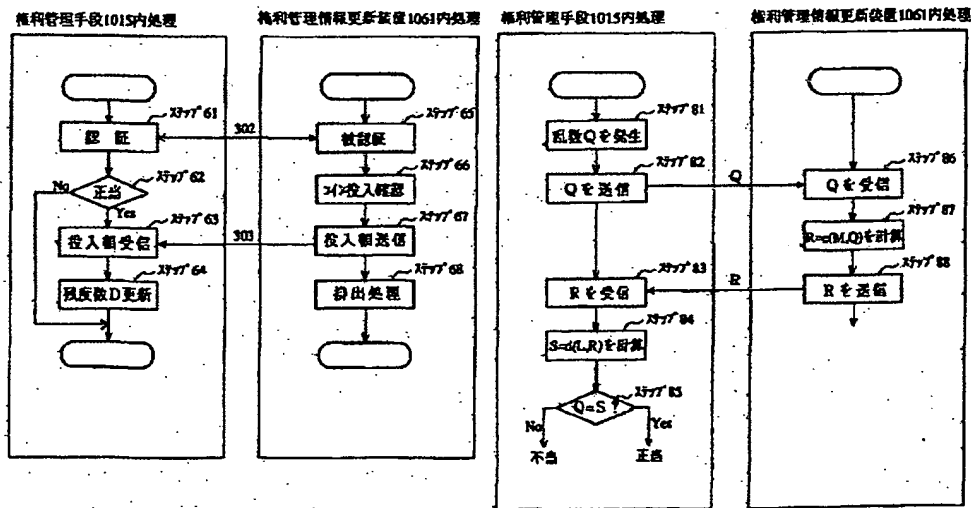 権利管理手段1015内処理
ステップ61
認証
ステップ62
正当
No
Yes
ステップ63
投入額受信
ステップ64
残度数D更新
権利管理情報更新装置1061内処理
302
ステップ65
被認証
ステップ66
コイン投入確認
303
ステップ67
投入額送信
ステップ68
排出処理
権利管理手段1015内処理
ステップ81
乱数Qを発生
ステップ82
Qを送信
Q
ステップ83
Rを受信
R
ステップ84
S=d(L,R)を計算
ステップ85
Q=S?
No
Yes
不当
正当
権利管理情報更新装置1061内処理
ステップ86
Qを受信
ステップ87
R=e(M,Q)を計算
ステップ88
Rを送信